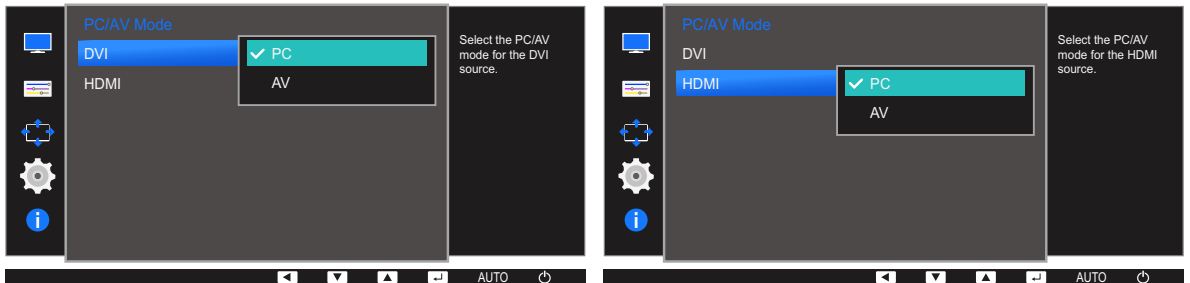 PC/AV Mode
DVI
PC
AV
HDMI
Select the PC/AV
mode for the DVI
source.
AUTO
PC/AV Mode
DVI
HDMI
PC
AV
Select the PC/AV
mode for the HDMI
source.
AUTO